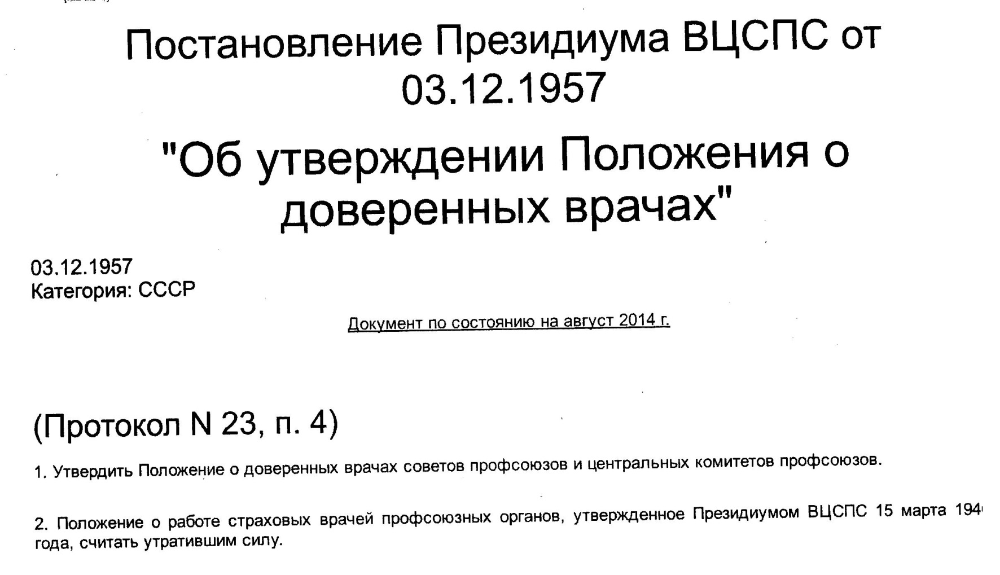 Постановление Президиума ВЦСПС от
03.12.1957
"Об утверждении Положения о
доверенных врачах"
03.12.1957
Категория: СССР
Документ по состоянию на август 2014 г.
(Протокол N 23, п. 4)
1. Утвердить Положение о доверенных врачах советов профсоюзов и центральных комитетов профсоюзов.
2. Положение о работе страховых врачей профсоюзных органов, утвержденное Президиумом ВЦСПС 15 марта 194
года, считать утратившим силу.